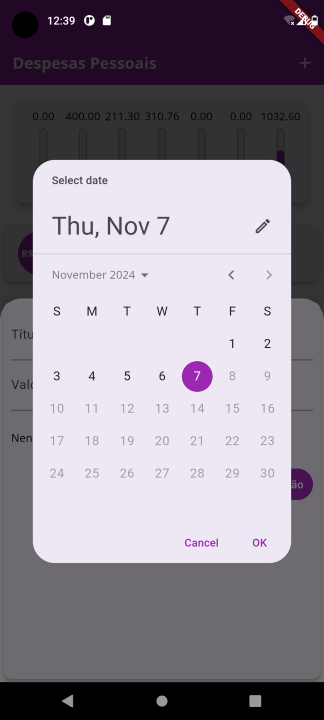 12:39
DEBUG
Despesas Pessoais
0.00 400.00 211.30 310.76 0.00 0.00 1032.60
Select date
Thu, Nov 7
November 2024
S M T W T F S
1 2
3 4 5 6 7 8 9
10 11 12 13 14 15 16
17 18 19 20 21 22 23
24 25 26 27 28 29 30
Cancel OK